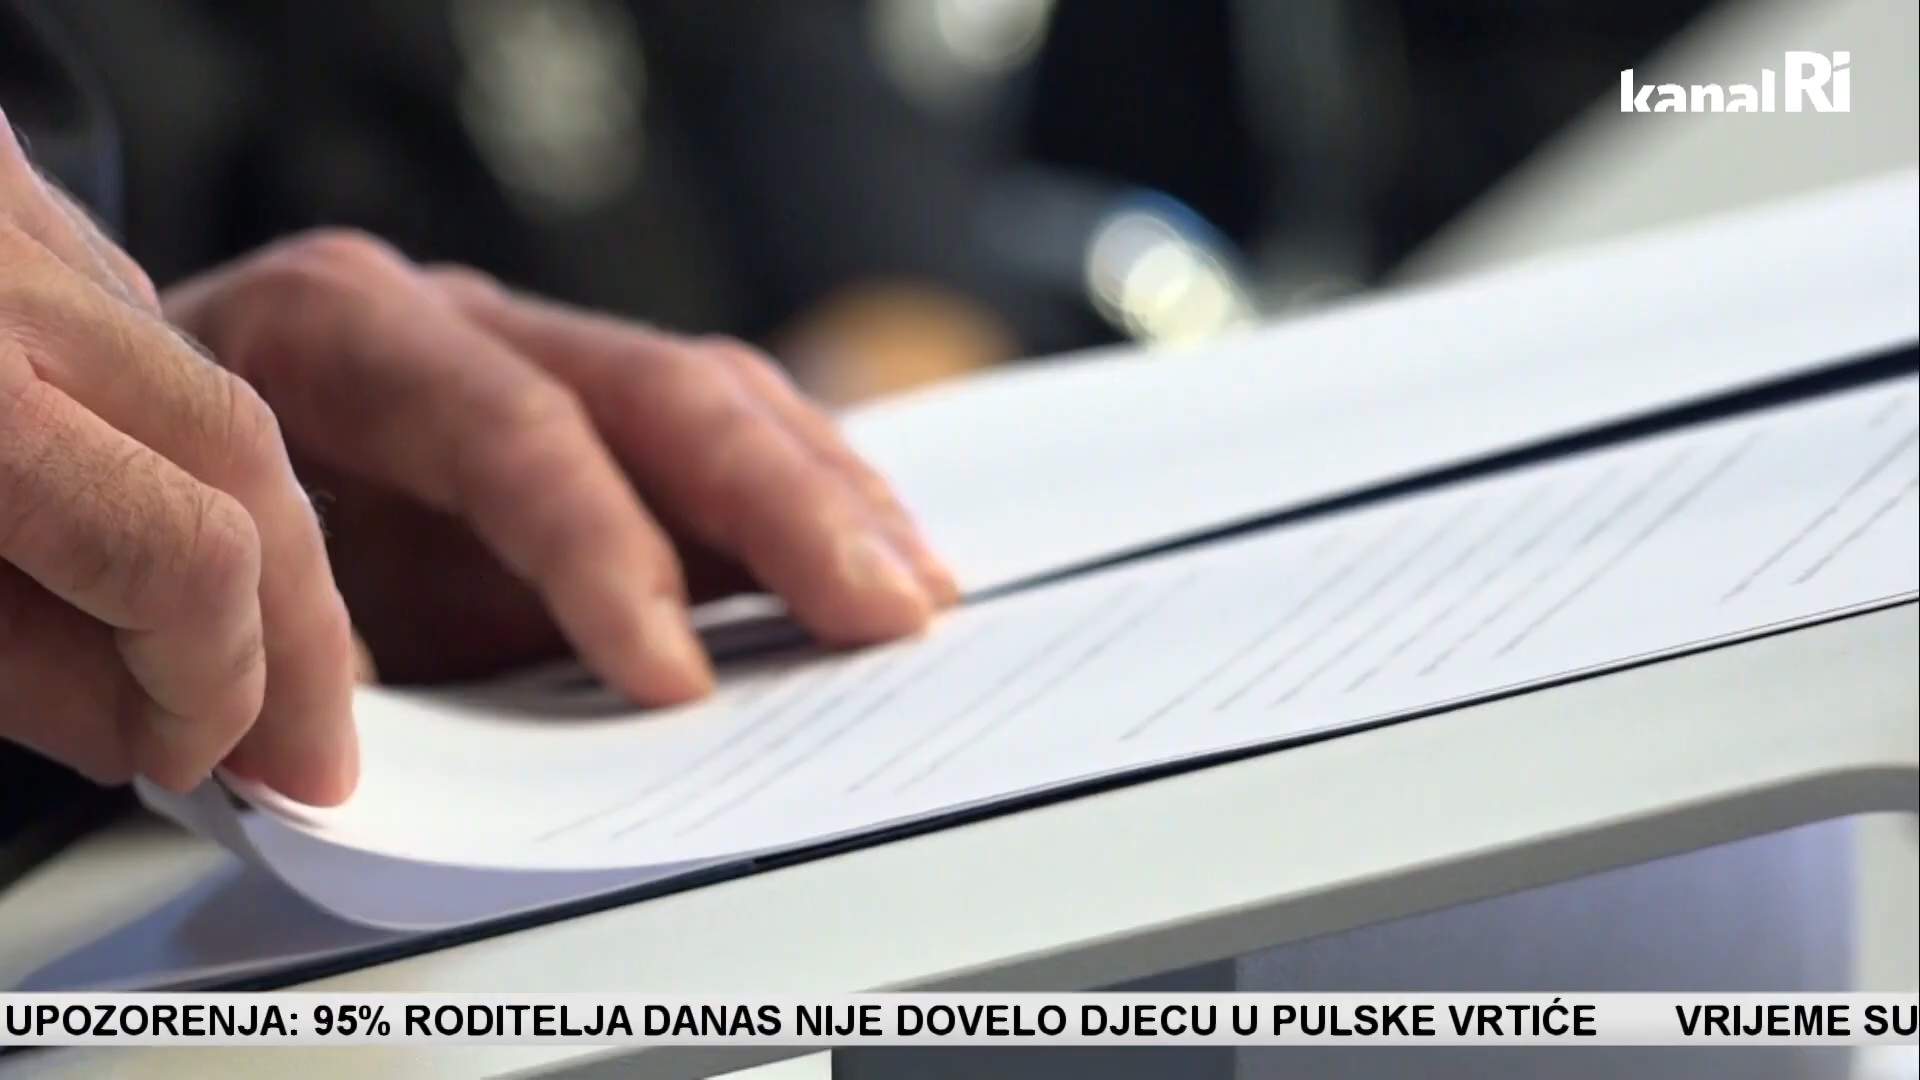 kanal Ri
UPOZORENJA: 95% RODITELJA DANAS NIJE DOVELO DJECU U PULSKE VRTIĆE VRIJEME SU